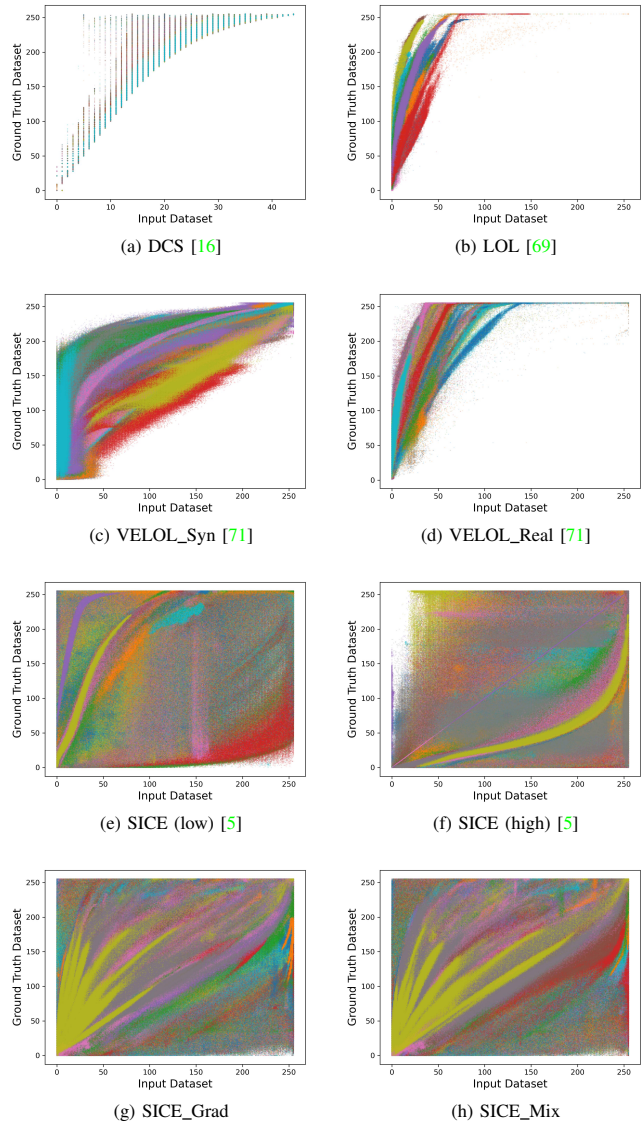 250
200
150
100
50
0
Ground Truth Dataset
0 10 20 30 40
Input Dataset
(a) DCS [16]
250
200
150
100
50
0
Ground Truth Dataset
0 50 100 150 200 250
Input Dataset
(b) LOL [69]
250
200
150
100
50
0
Ground Truth Dataset
0 50 100 150 200 250
Input Dataset
(c) VELOL_Syn [71]
250
200
150
100
50
0
Ground Truth Dataset
0 50 100 150 200 250
Input Dataset
(d) VELOL_Real [71]
250
200
150
100
50
0
Ground Truth Dataset
0 50 100 150 200 250
Input Dataset
(e) SICE (low) [5]
250
200
150
100
50
0
Ground Truth Dataset
0 50 100 150 200 250
Input Dataset
(f) SICE (high) [5]
250
200
150
100
50
0
Ground Truth Dataset
0 50 100 150 200 250
Input Dataset
(g) SICE_Grad
250
200
150
100
50
0
Ground Truth Dataset
0 50 100 150 200 250
Input Dataset
(h) SICE_Mix